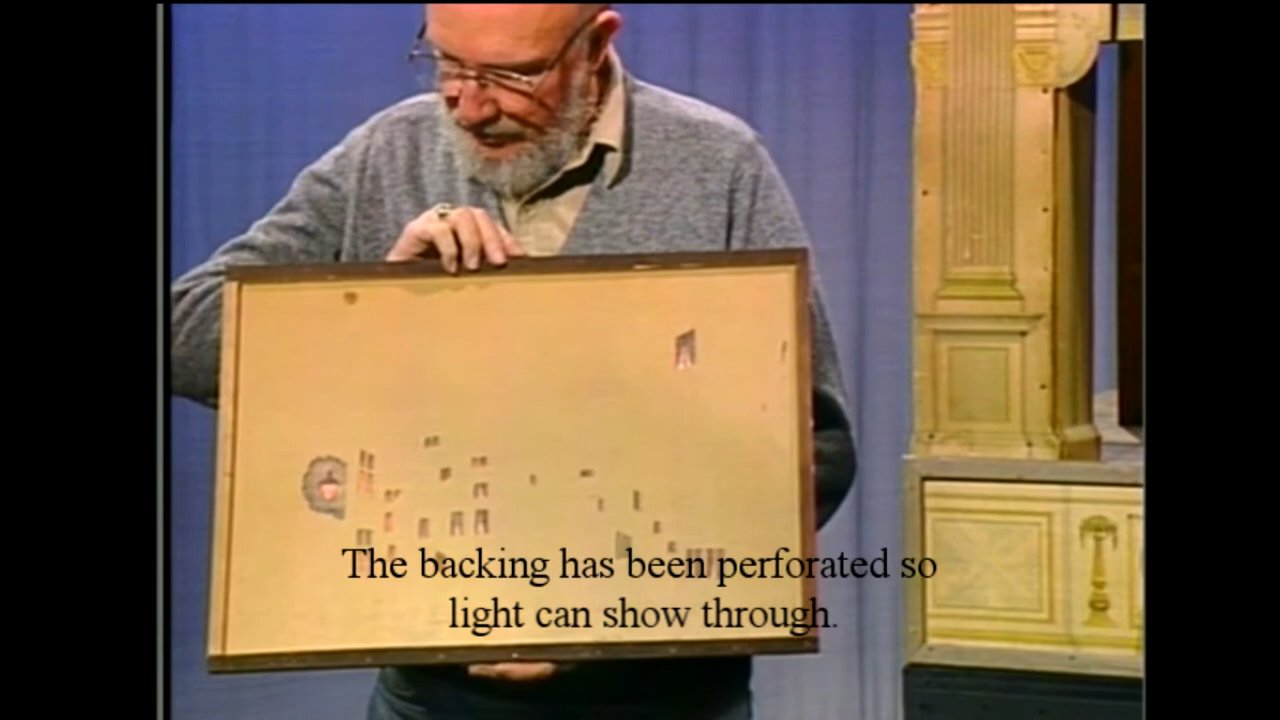 The backing has been perforated so
light can show through.